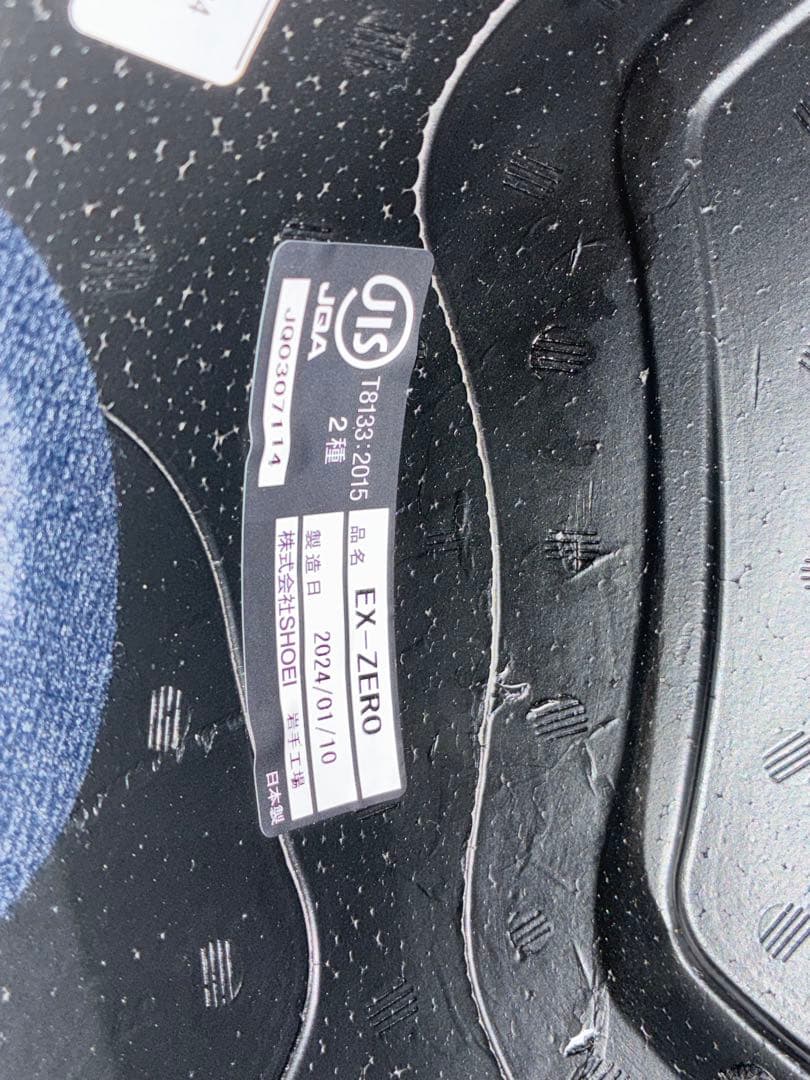 4
JIS
JQA
JQ0307114
T8133:2015
2種
品名 EX-ZERO
製造日 2024/01/10
株式会社SHOEI 岩手工場
日本製